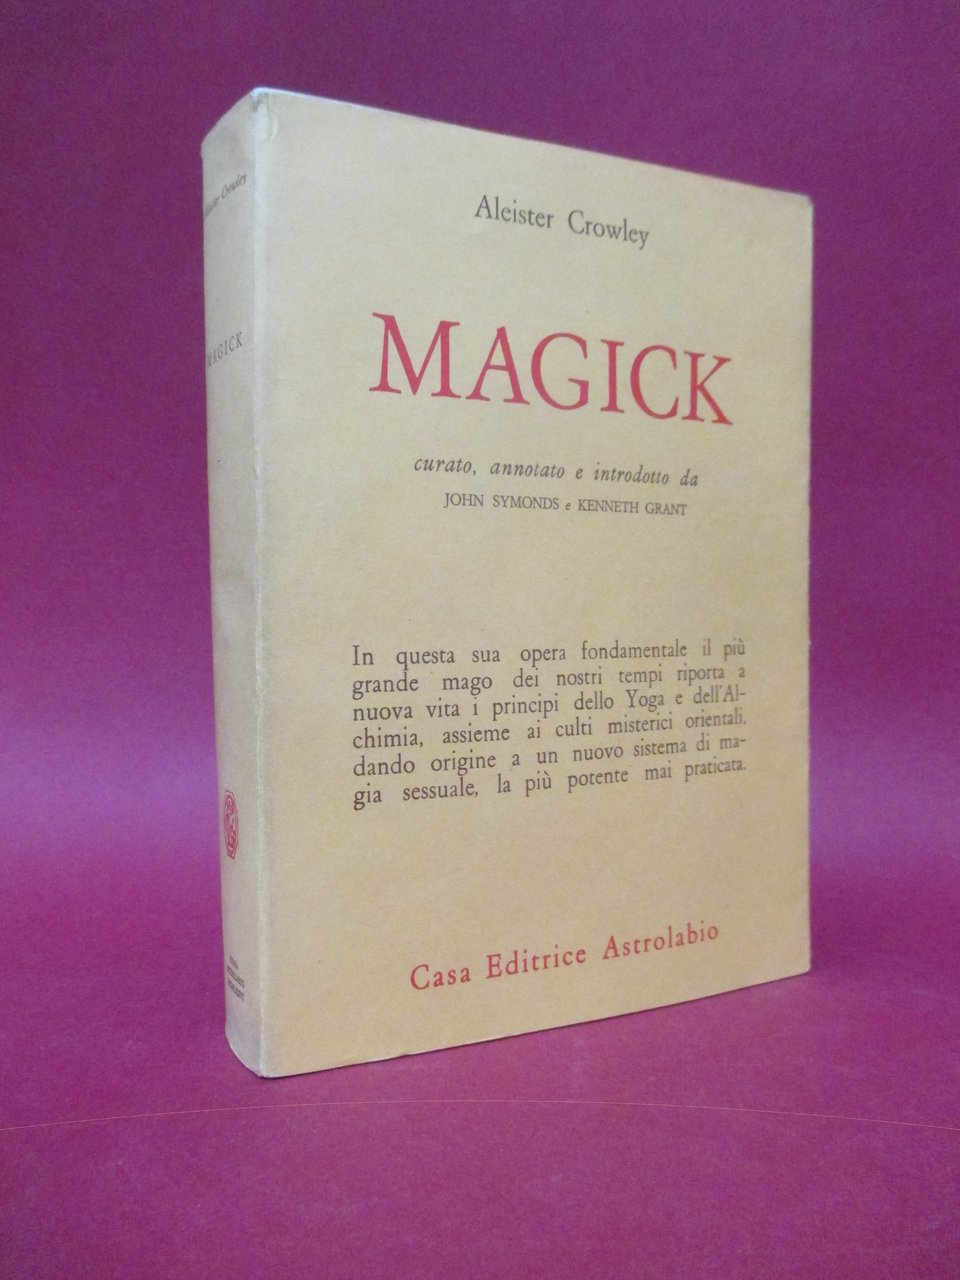 Aleister Crowley
MAGICK
curato, annotato e introdotto da
JOHN SYMONDS e KENNETH GRANT
In questa sua opera fondamentale il più
grande mago dei nostri tempi riporta a
nuova vita i principi dello Yoga e dell'Al-
chimia, assieme ai culti misterici orientali,
dando origine a un nuovo sistema di ma-
gia sessuale, la più potente mai praticata.
Casa Editrice Astrolabio
Aleister Crowley
MAGICK